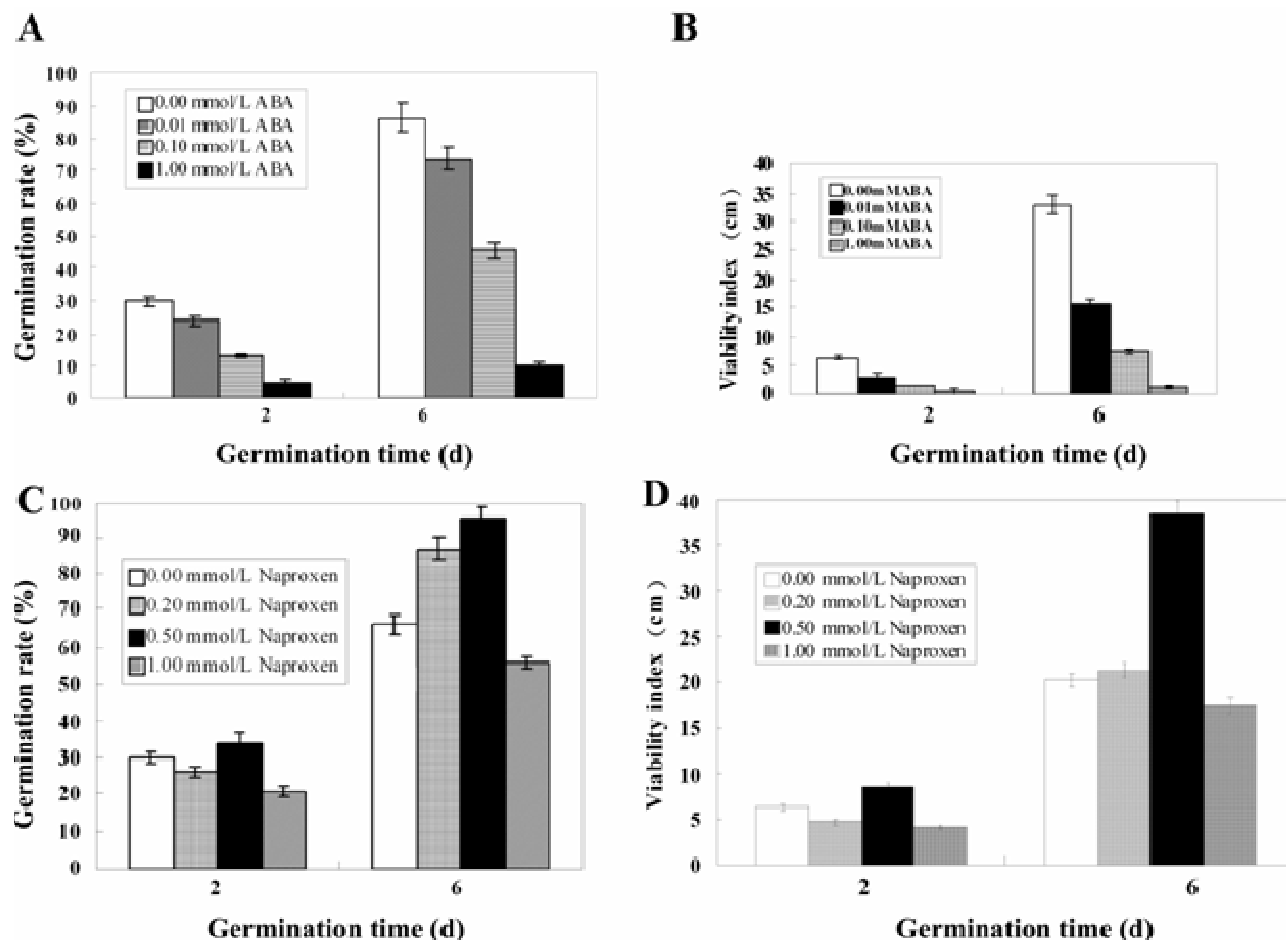 A
Germination rate (%)
100
90
80
70
60
50
40
30
20
10
0
0.00 mmol/L ABA
0.01 mmol/L ABA
0.10 mmol/L ABA
1.00 mmol/L ABA
2
6
Germination time (d)
B
Viability index (cm)
40
35
30
25
20
15
10
5
0
0.00mMABA
0.01mMABA
0.10mMABA
1.00mMABA
2
6
Germination time (d)
C
Germination rate (%)
100
90
80
70
60
50
40
30
20
10
0
0.00 mmol/L Naproxen
0.20 mmol/L Naproxen
0.50 mmol/L Naproxen
1.00 mmol/L Naproxen
2
6
Germination time (d)
D
Viability index (cm)
40
35
30
25
20
15
10
5
0
0.00 mmol/L Naproxen
0.20 mmol/L Naproxen
0.50 mmol/L Naproxen
1.00 mmol/L Naproxen
2
6
Germination time (d)